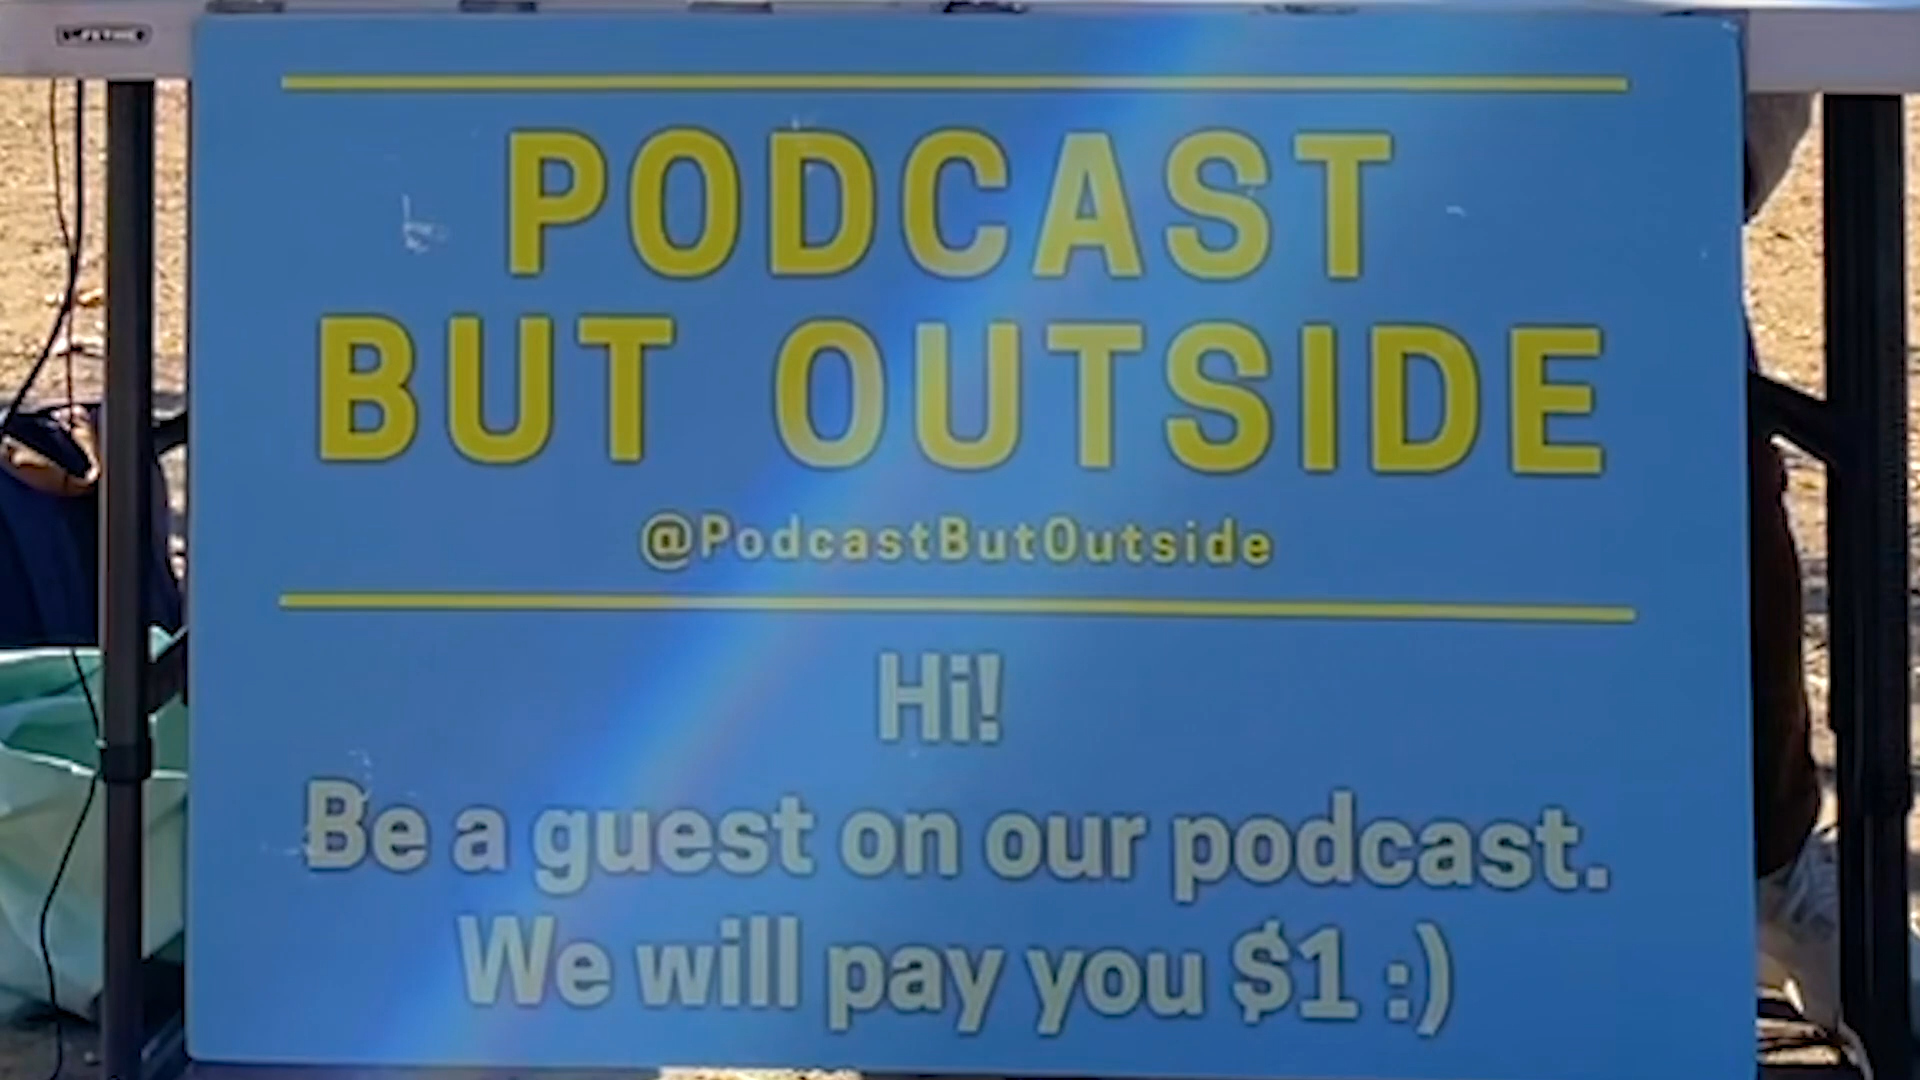 PODCAST
BUT OUTSIDE
@PodcastButOutside
Hi!
Be a guest on our podcast.
We will pay you $1 :)